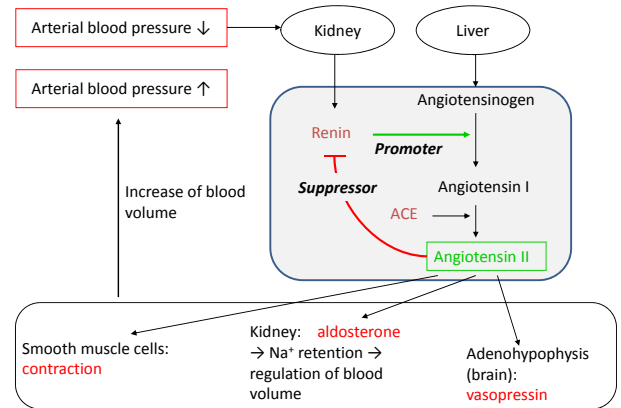 Arterial blood pressure ↓
Kidney
Liver
Arterial blood pressure ↑
Angiotensinogen
Renin
Promoter
Suppressor
Angiotensin I
Increase of blood
volume
ACE
Angiotensin II
Smooth muscle cells:
contraction
Kidney: aldosterone
→ Na⁺ retention →
regulation of blood
volume
Adenohypophysis
(brain):
vasopressin